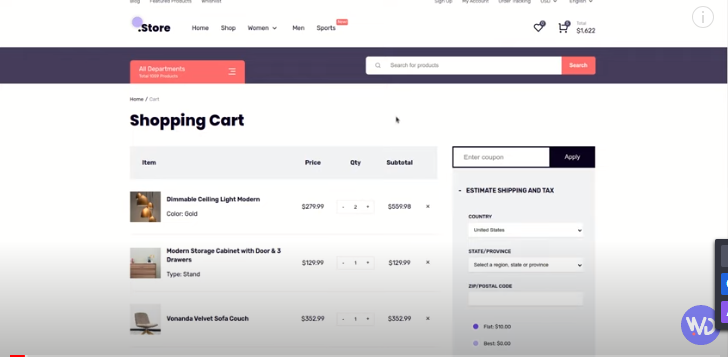 Blog Featured Products Wishlist
Sign Up My Account Order Tracking USD English
.Store
Home Shop Women Men Sports New
0
5
Total
$1,622
All Departments
Total 1059 Products
Search for products
Search
Home / Cart
Shopping Cart
Item Price Qty Subtotal
Dimmable Ceiling Light Modern
Color: Gold
$279.99 - 2 + $559.98 ×
Modern Storage Cabinet with Door & 3
Drawers
Type: Stand
$129.99 - 1 + $129.99 ×
Vonanda Velvet Sofa Couch
$352.99 - 1 + $352.99 ×
Enter coupon
Apply
- ESTIMATE SHIPPING AND TAX
COUNTRY
United States
STATE/PROVINCE
Select a region, state or province
ZIP/POSTAL CODE
Flat: $10.00
Best: $0.00